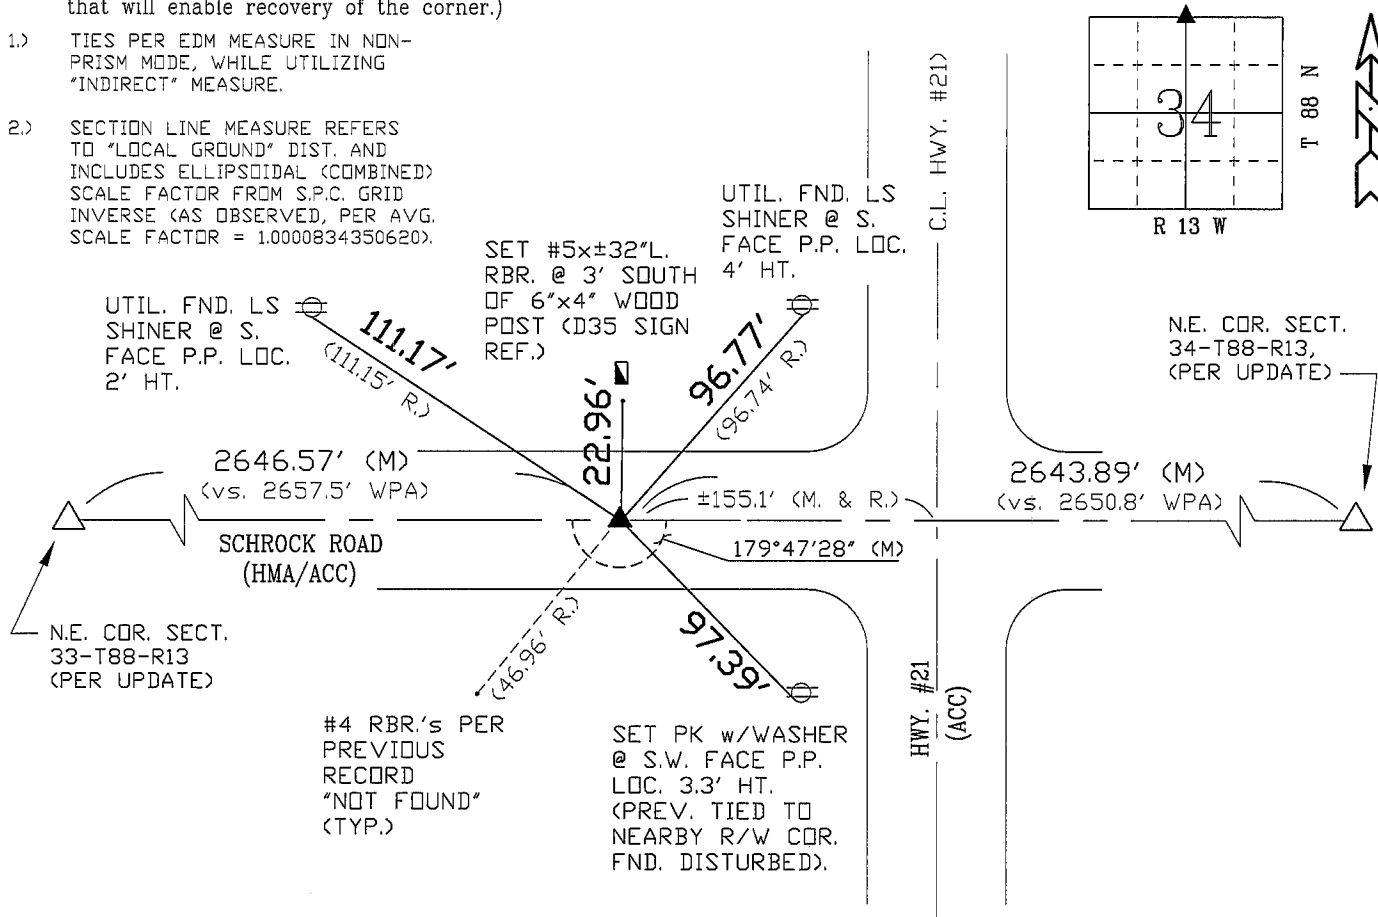 that will enable recovery of the corner.)
1.) TIES PER EDM MEASURE IN NON-
PRISM MODE, WHILE UTILIZING
"INDIRECT" MEASURE.
2.) SECTION LINE MEASURE REFERS
TO "LOCAL GROUND" DIST. AND
INCLUDES ELLIPSOIDAL (COMBINED)
SCALE FACTOR FROM S.P.C. GRID
INVERSE (AS OBSERVED, PER AVG.
SCALE FACTOR = 1.0000834350620).
34
T 88 N
R 13 W
C.L. HWY. #21)
UTIL. FND. LS
SHINER @ S.
FACE P.P. LOC.
2' HT.
111.17'
(111.15' R.)
SET #5x±32"L.
RBR. @ 3' SOUTH
OF 6"x4" WOOD
POST (D35 SIGN
REF.)
22.96'
UTIL. FND. LS
SHINER @ S.
FACE P.P. LOC.
4' HT.
96.77'
(96.74' R.)
N.E. COR. SECT.
34-T88-R13,
(PER UPDATE)
2646.57' (M)
(vs. 2657.5' WPA)
±155.1' (M. & R.)
2643.89' (M)
(vs. 2650.8' WPA)
179°47'28" (M)
SCHROCK ROAD
(HMA/ACC)
N.E. COR. SECT.
33-T88-R13
(PER UPDATE)
(46.96' R.)
97.39'
#4 RBR.'s PER
PREVIOUS
RECORD
"NOT FOUND"
(TYP.)
SET PK w/WASHER
@ S.W. FACE P.P.
LOC. 3.3' HT.
(PREV. TIED TO
NEARBY R/W COR.
FND. DISTURBED).
HWY. #21
(ACC)